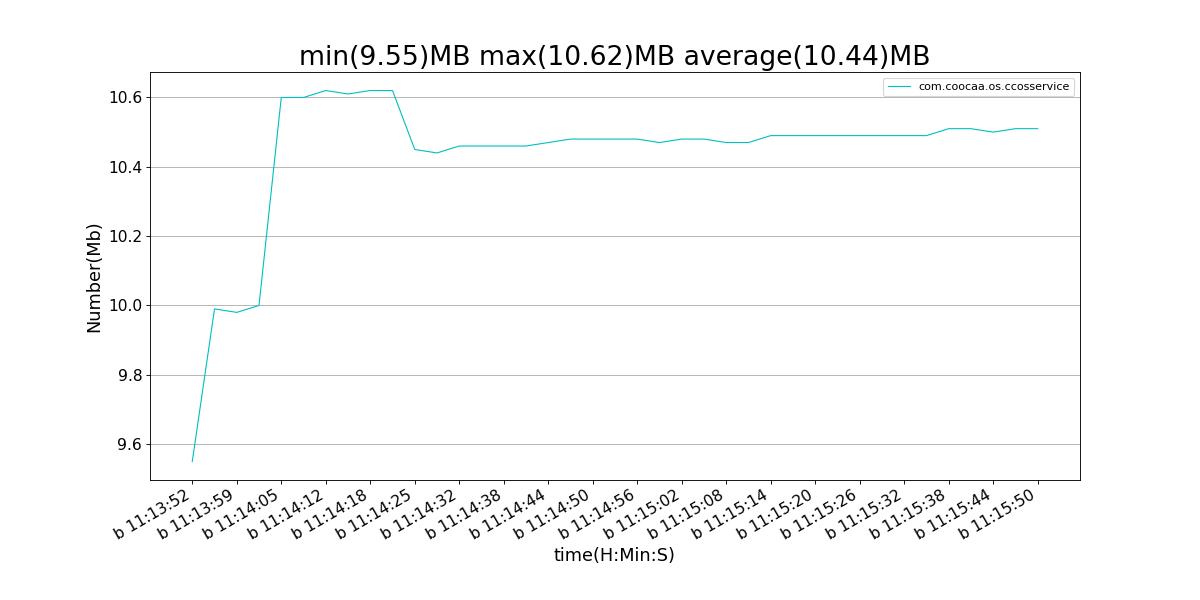 min(9.55)MB max(10.62)MB average(10.44)MB
com.coocaa.os.ccosservice
10.6
10.4
10.2
10.0
9.8
9.6
Number(Mb)
b 11:13:52
b 11:13:59
b 11:14:05
b 11:14:12
b 11:14:18
b 11:14:25
b 11:14:32
b 11:14:38
b 11:14:44
b 11:14:50
b 11:14:56
b 11:15:02
b 11:15:08
b 11:15:14
b 11:15:20
b 11:15:26
b 11:15:32
b 11:15:38
b 11:15:44
b 11:15:50
time(H:Min:S)